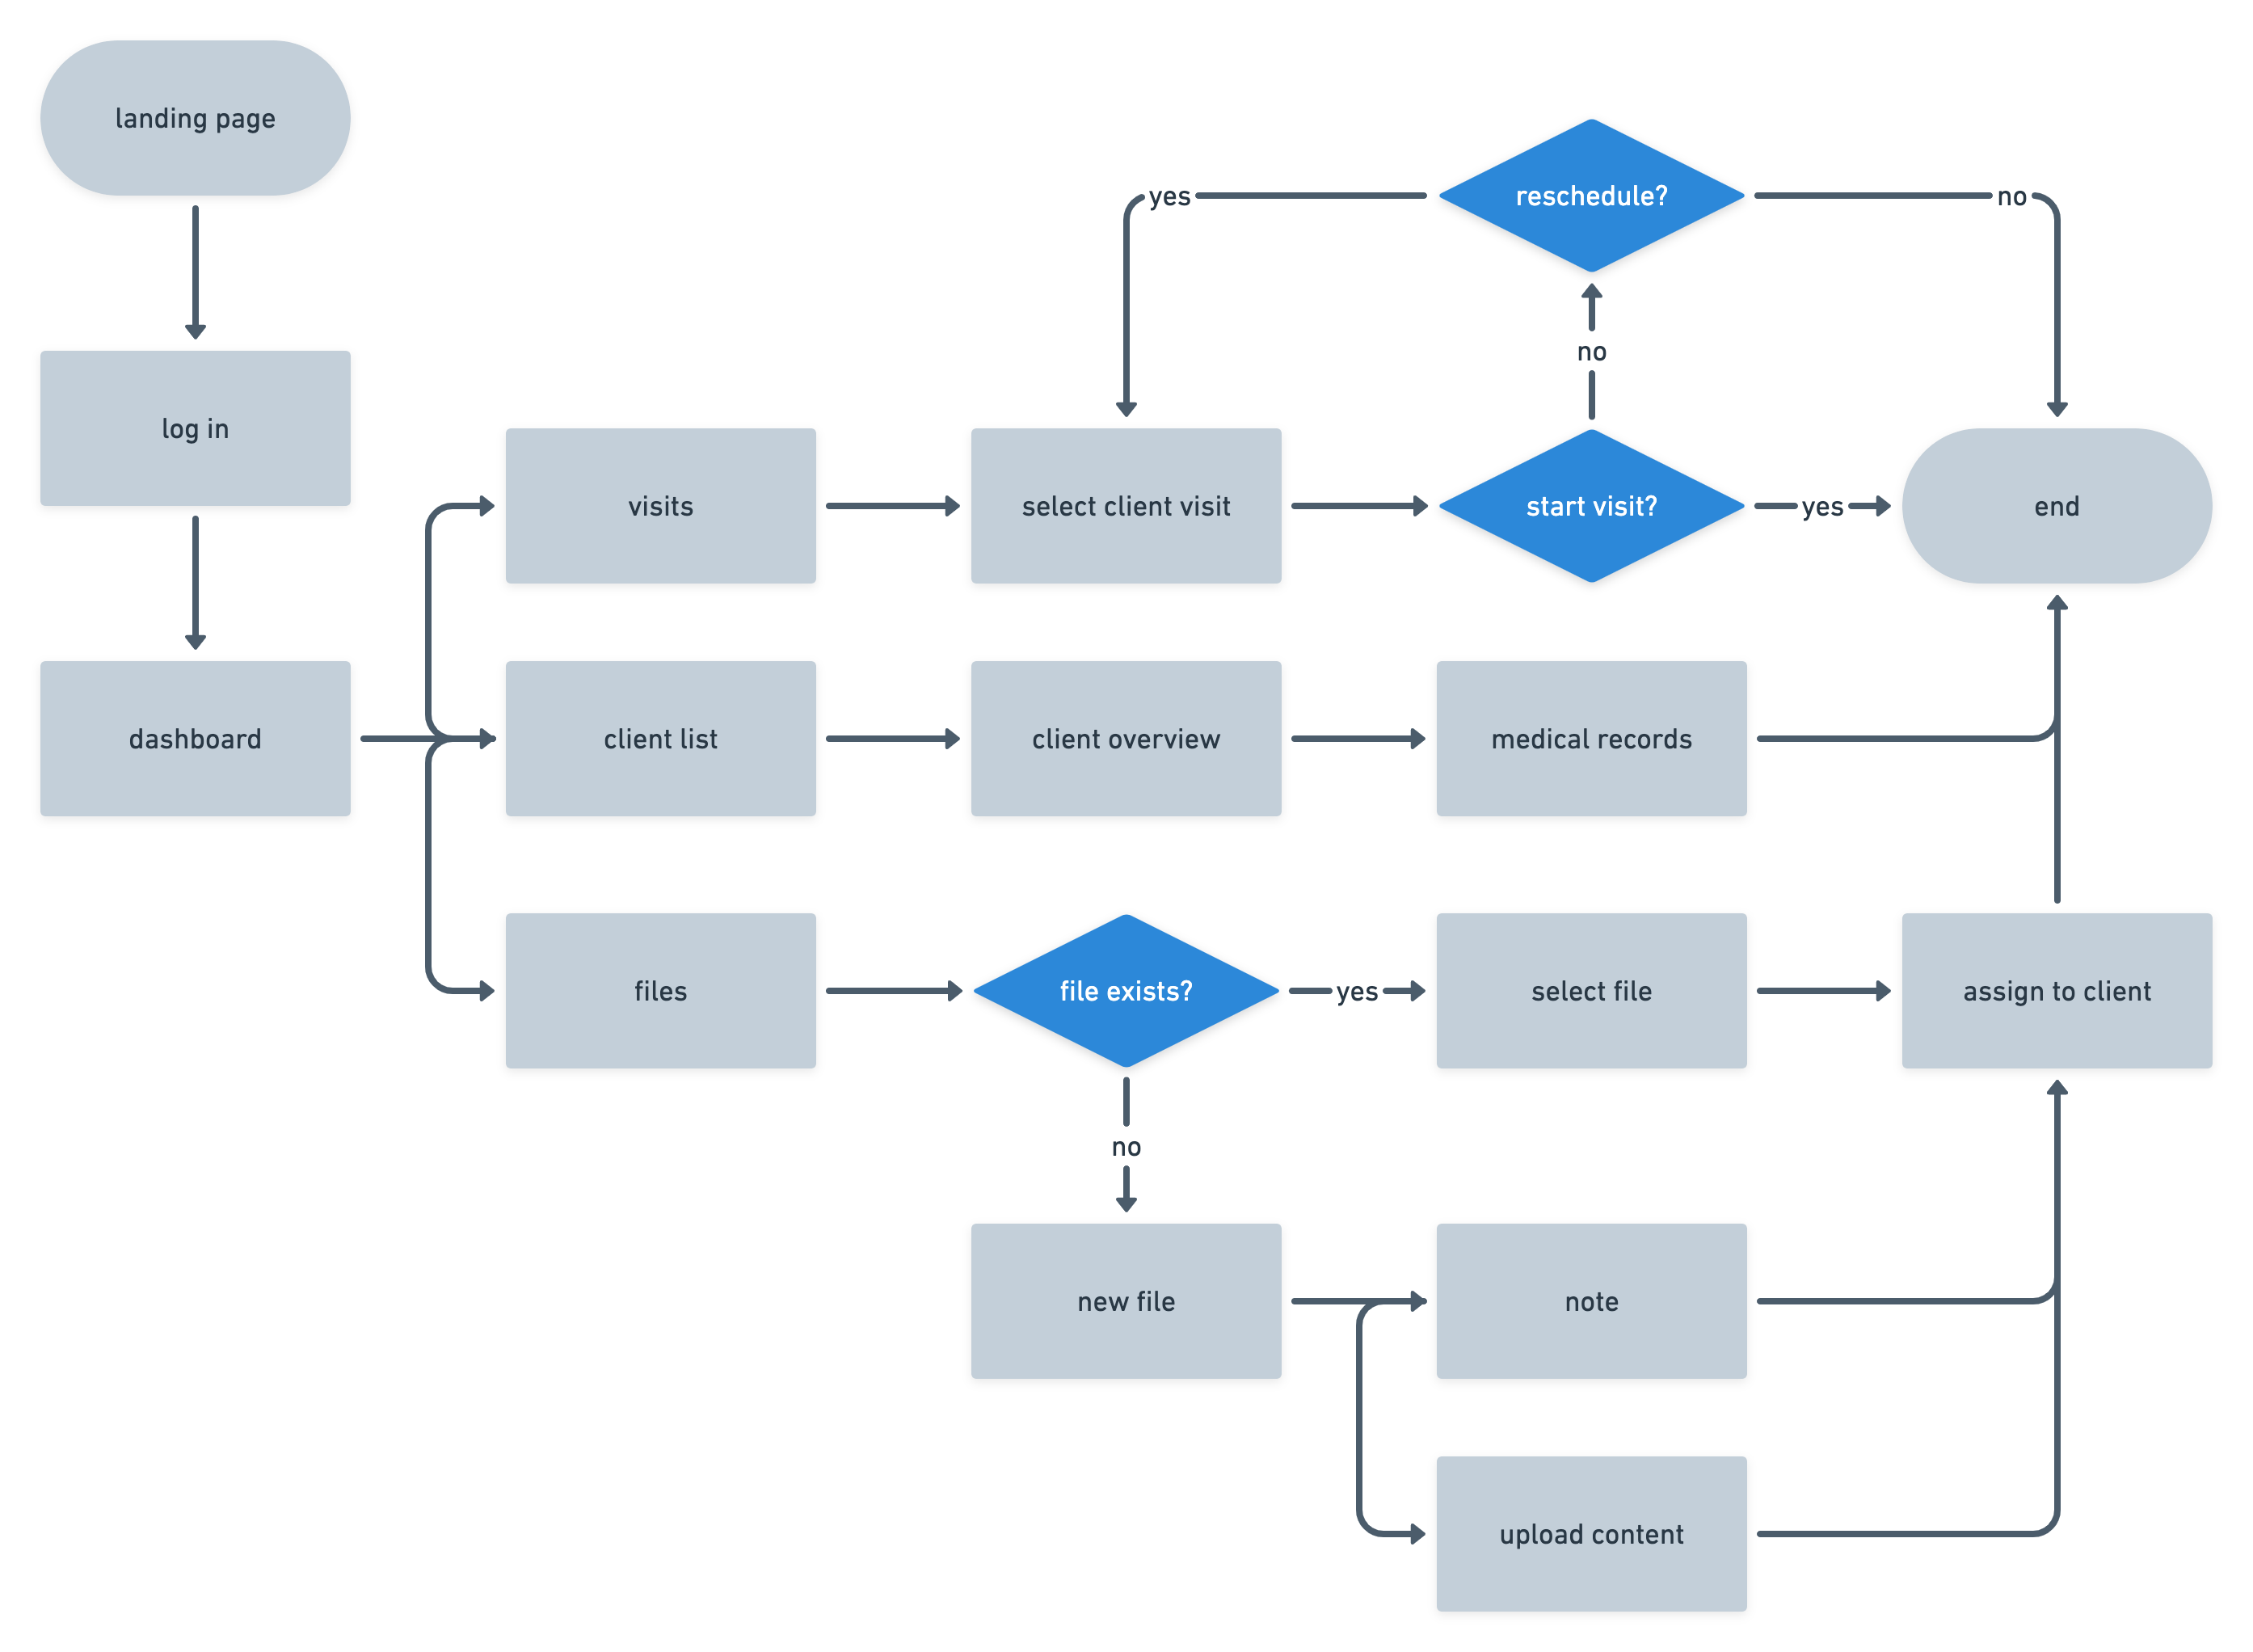 landing page
reschedule?
yes
no
no
log in
visits
select client visit
start visit?
yes
end
dashboard
client list
client overview
medical records
files
file exists?
yes
select file
assign to client
no
new file
note
upload content